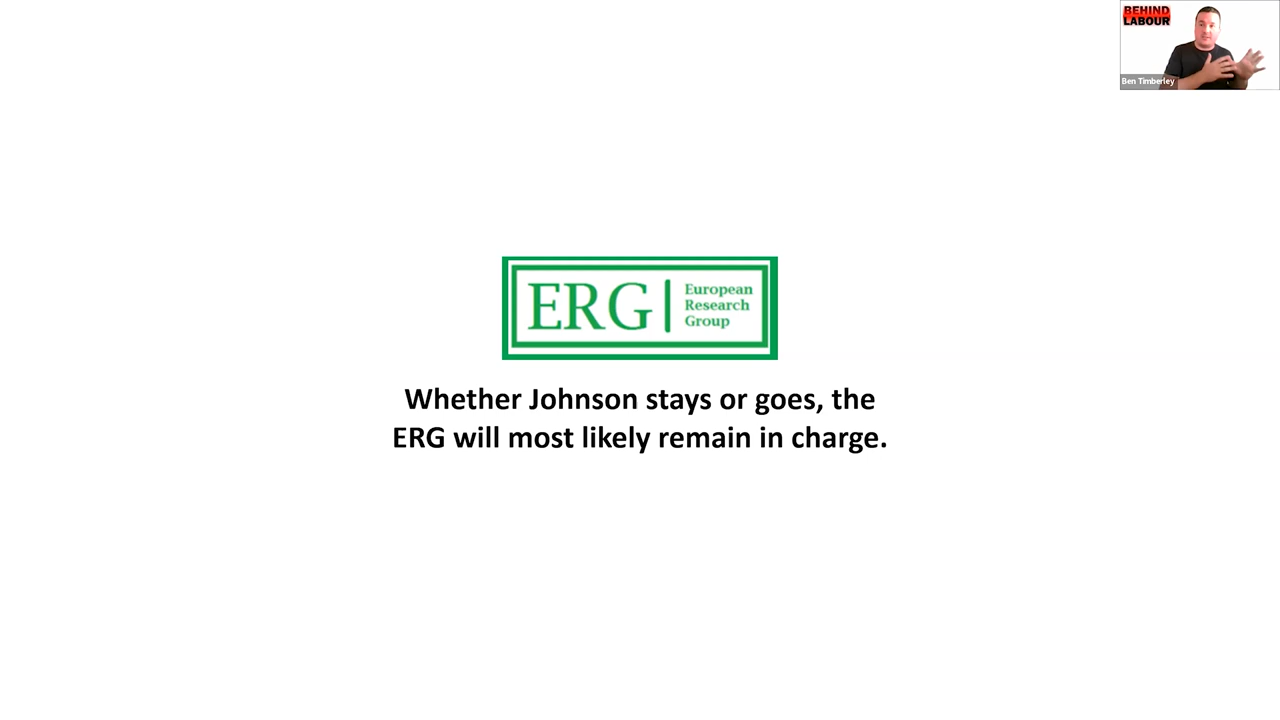 BEHIND
LABOUR
Ben Timberley
ERG
European
Research
Group
Whether Johnson stays or goes, the
ERG will most likely remain in charge.